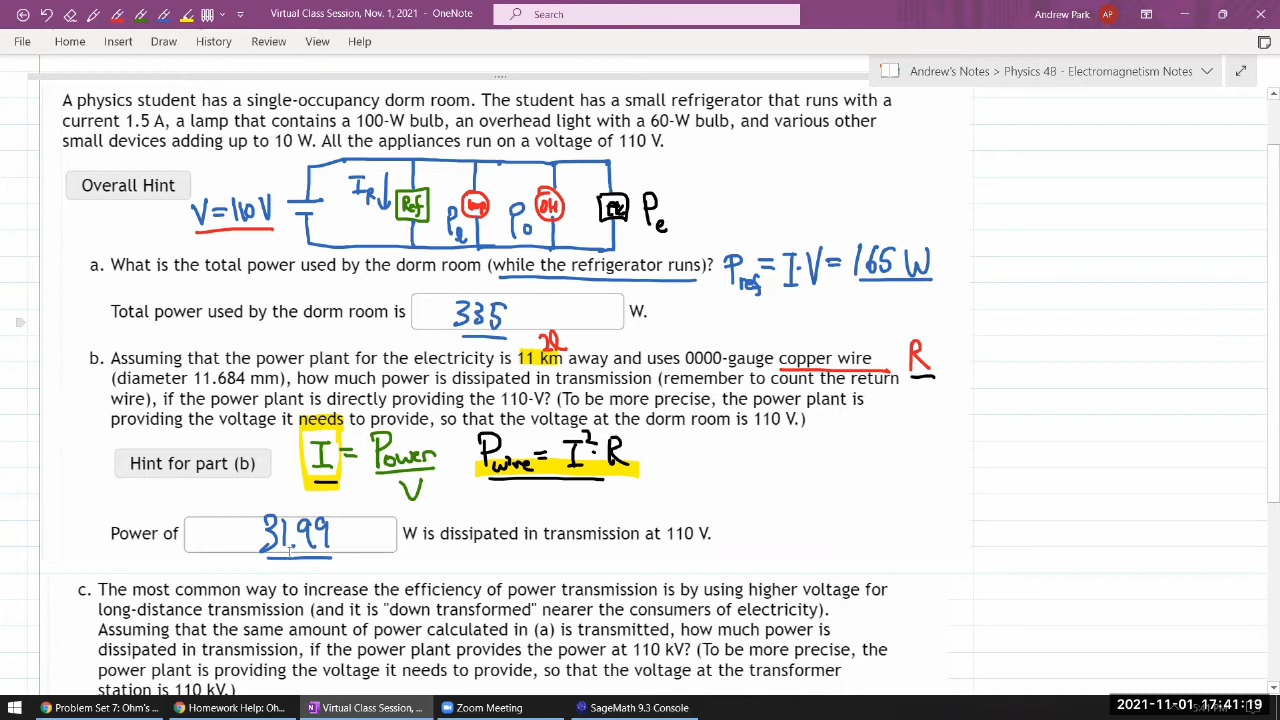 Virtual Class Session, Nov. 1, 2021 - OneNote
Search
Andrew Park
AP
File Home Insert Draw History Review View Help
Andrew's Notes > Physics 4B - Electromagnetism Notes
A physics student has a single-occupancy dorm room. The student has a small refrigerator that runs with a
current 1.5 A, a lamp that contains a 100-W bulb, an overhead light with a 60-W bulb, and various other
small devices adding up to 10 W. All the appliances run on a voltage of 110 V.
Overall Hint
V = 110V
I_R
Ref
P_l
P_o
OH
P_e
a. What is the total power used by the dorm room (while the refrigerator runs)?
P_ref = I·V = 165 W
Total power used by the dorm room is 335 W.
22
b. Assuming that the power plant for the electricity is 11 km away and uses 0000-gauge copper wire
R
(diameter 11.684 mm), how much power is dissipated in transmission (remember to count the return
wire), if the power plant is directly providing the 110-V? (To be more precise, the power plant is
providing the voltage it needs to provide, so that the voltage at the dorm room is 110 V.)
Hint for part (b)
I = Power / V
P_wire = I²·R
Power of 31.99 W is dissipated in transmission at 110 V.
c. The most common way to increase the efficiency of power transmission is by using higher voltage for
long-distance transmission (and it is "down transformed" nearer the consumers of electricity).
Assuming that the same amount of power calculated in (a) is transmitted, how much power is
dissipated in transmission, if the power plant provides the power at 110 kV? (To be more precise, the
power plant is providing the voltage it needs to provide, so that the voltage at the transformer
station is 110 kV.)
Problem Set 7: Ohm's...
Homework Help: Oh...
Virtual Class Session,...
Zoom Meeting
SageMath 9.3 Console
2021-11-01 17:41:19